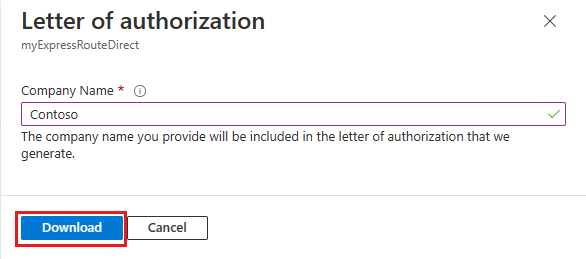 Letter of authorization
myExpressRouteDirect
Company Name *
Contoso
The company name you provide will be included in the letter of authorization that we
generate.
Download Cancel